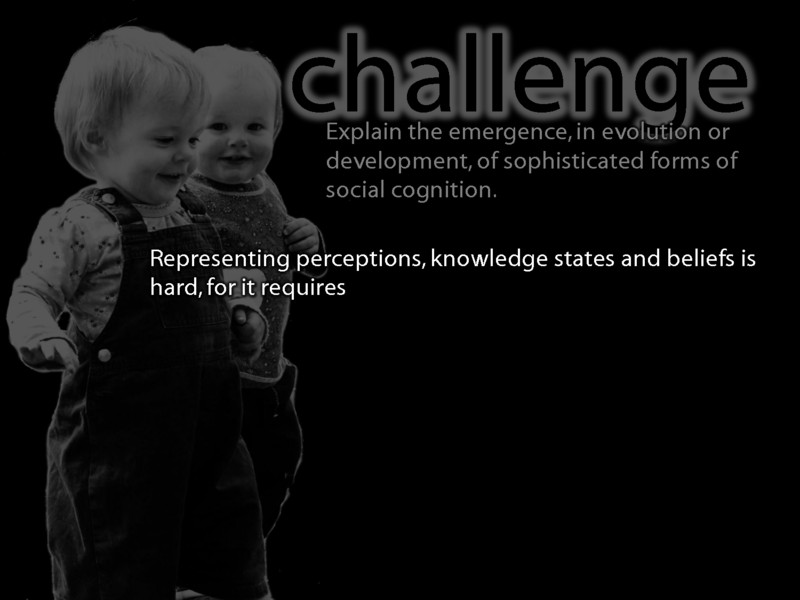 challenge
Explain the emergence, in evolution or
development, of sophisticated forms of
social cognition.
Representing perceptions, knowledge states and beliefs is
hard, for it requires